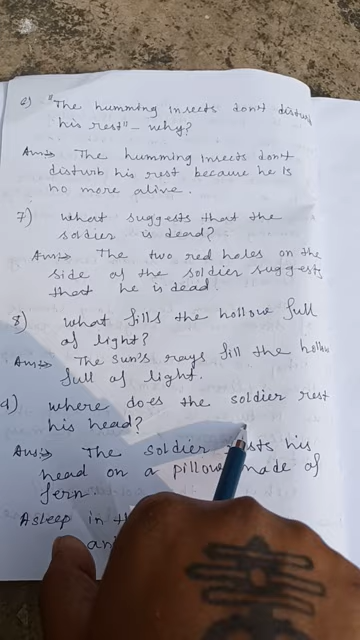 6) "The humming insects don't disturb
his rest" - why?
Ans→ The humming insects don't
disturb his rest because he is
no more alive.
7) What suggests that the
soldier is dead?
Ans→ The two red holes on the
side of the soldier suggests
that he is dead.
8) What fills the hollow full
of light?
Ans→ The sun's rays fill the hollow
full of light.
9) where does the soldier rest
his head?
Ans→ The soldier rests his
head on a pillow made of
fern.
Asleep in